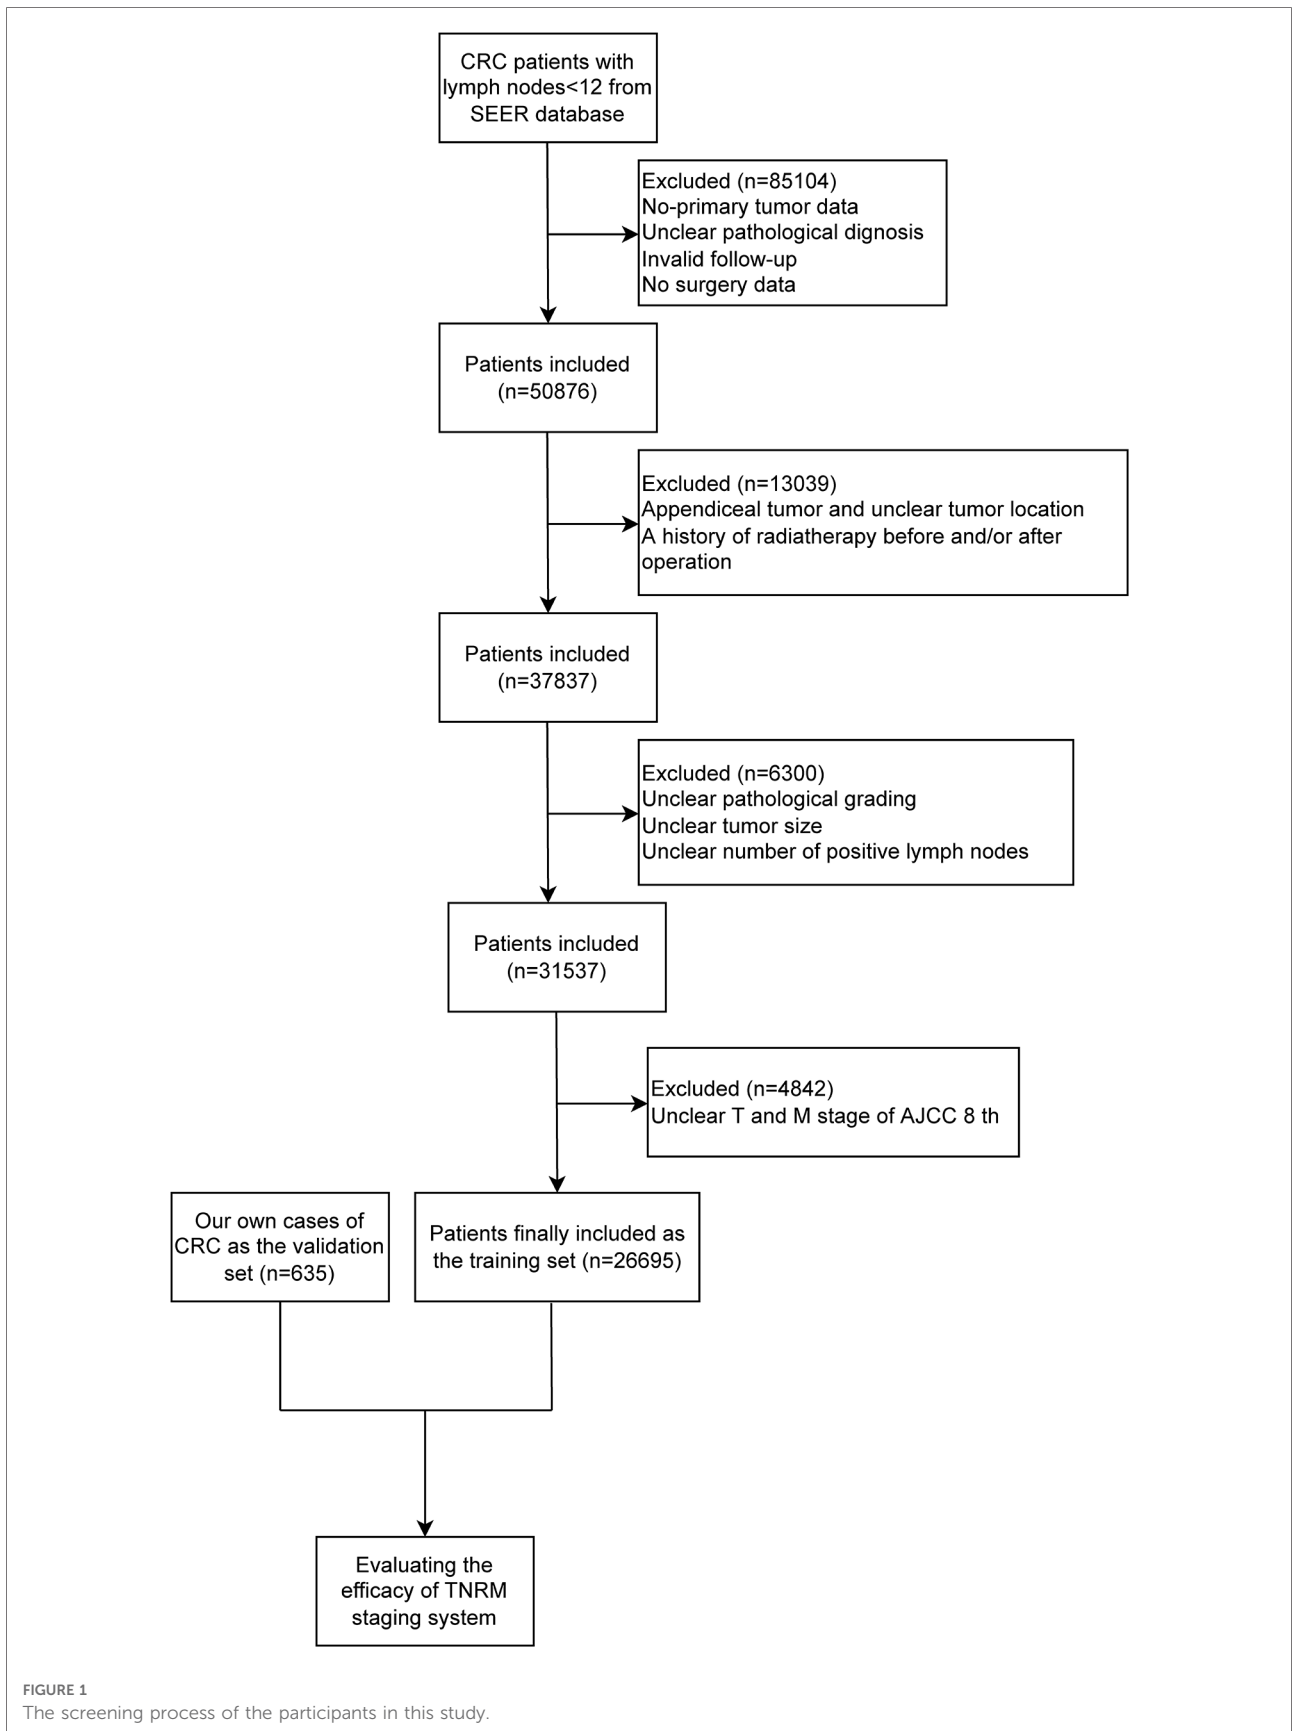 CRC patients with
lymph nodes<12 from
SEER database
Excluded (n=85104)
No-primary tumor data
Unclear pathological dignosis
Invalid follow-up
No surgery data
Patients included
(n=50876)
Excluded (n=13039)
Appendiceal tumor and unclear tumor location
A history of radiatherapy before and/or after
operation
Patients included
(n=37837)
Excluded (n=6300)
Unclear pathological grading
Unclear tumor size
Unclear number of positive lymph nodes
Patients included
(n=31537)
Excluded (n=4842)
Unclear T and M stage of AJCC 8 th
Our own cases of
CRC as the validation
set (n=635)
Patients finally included as
the training set (n=26695)
Evaluating the
efficacy of TNRM
staging system
FIGURE 1
The screening process of the participants in this study.